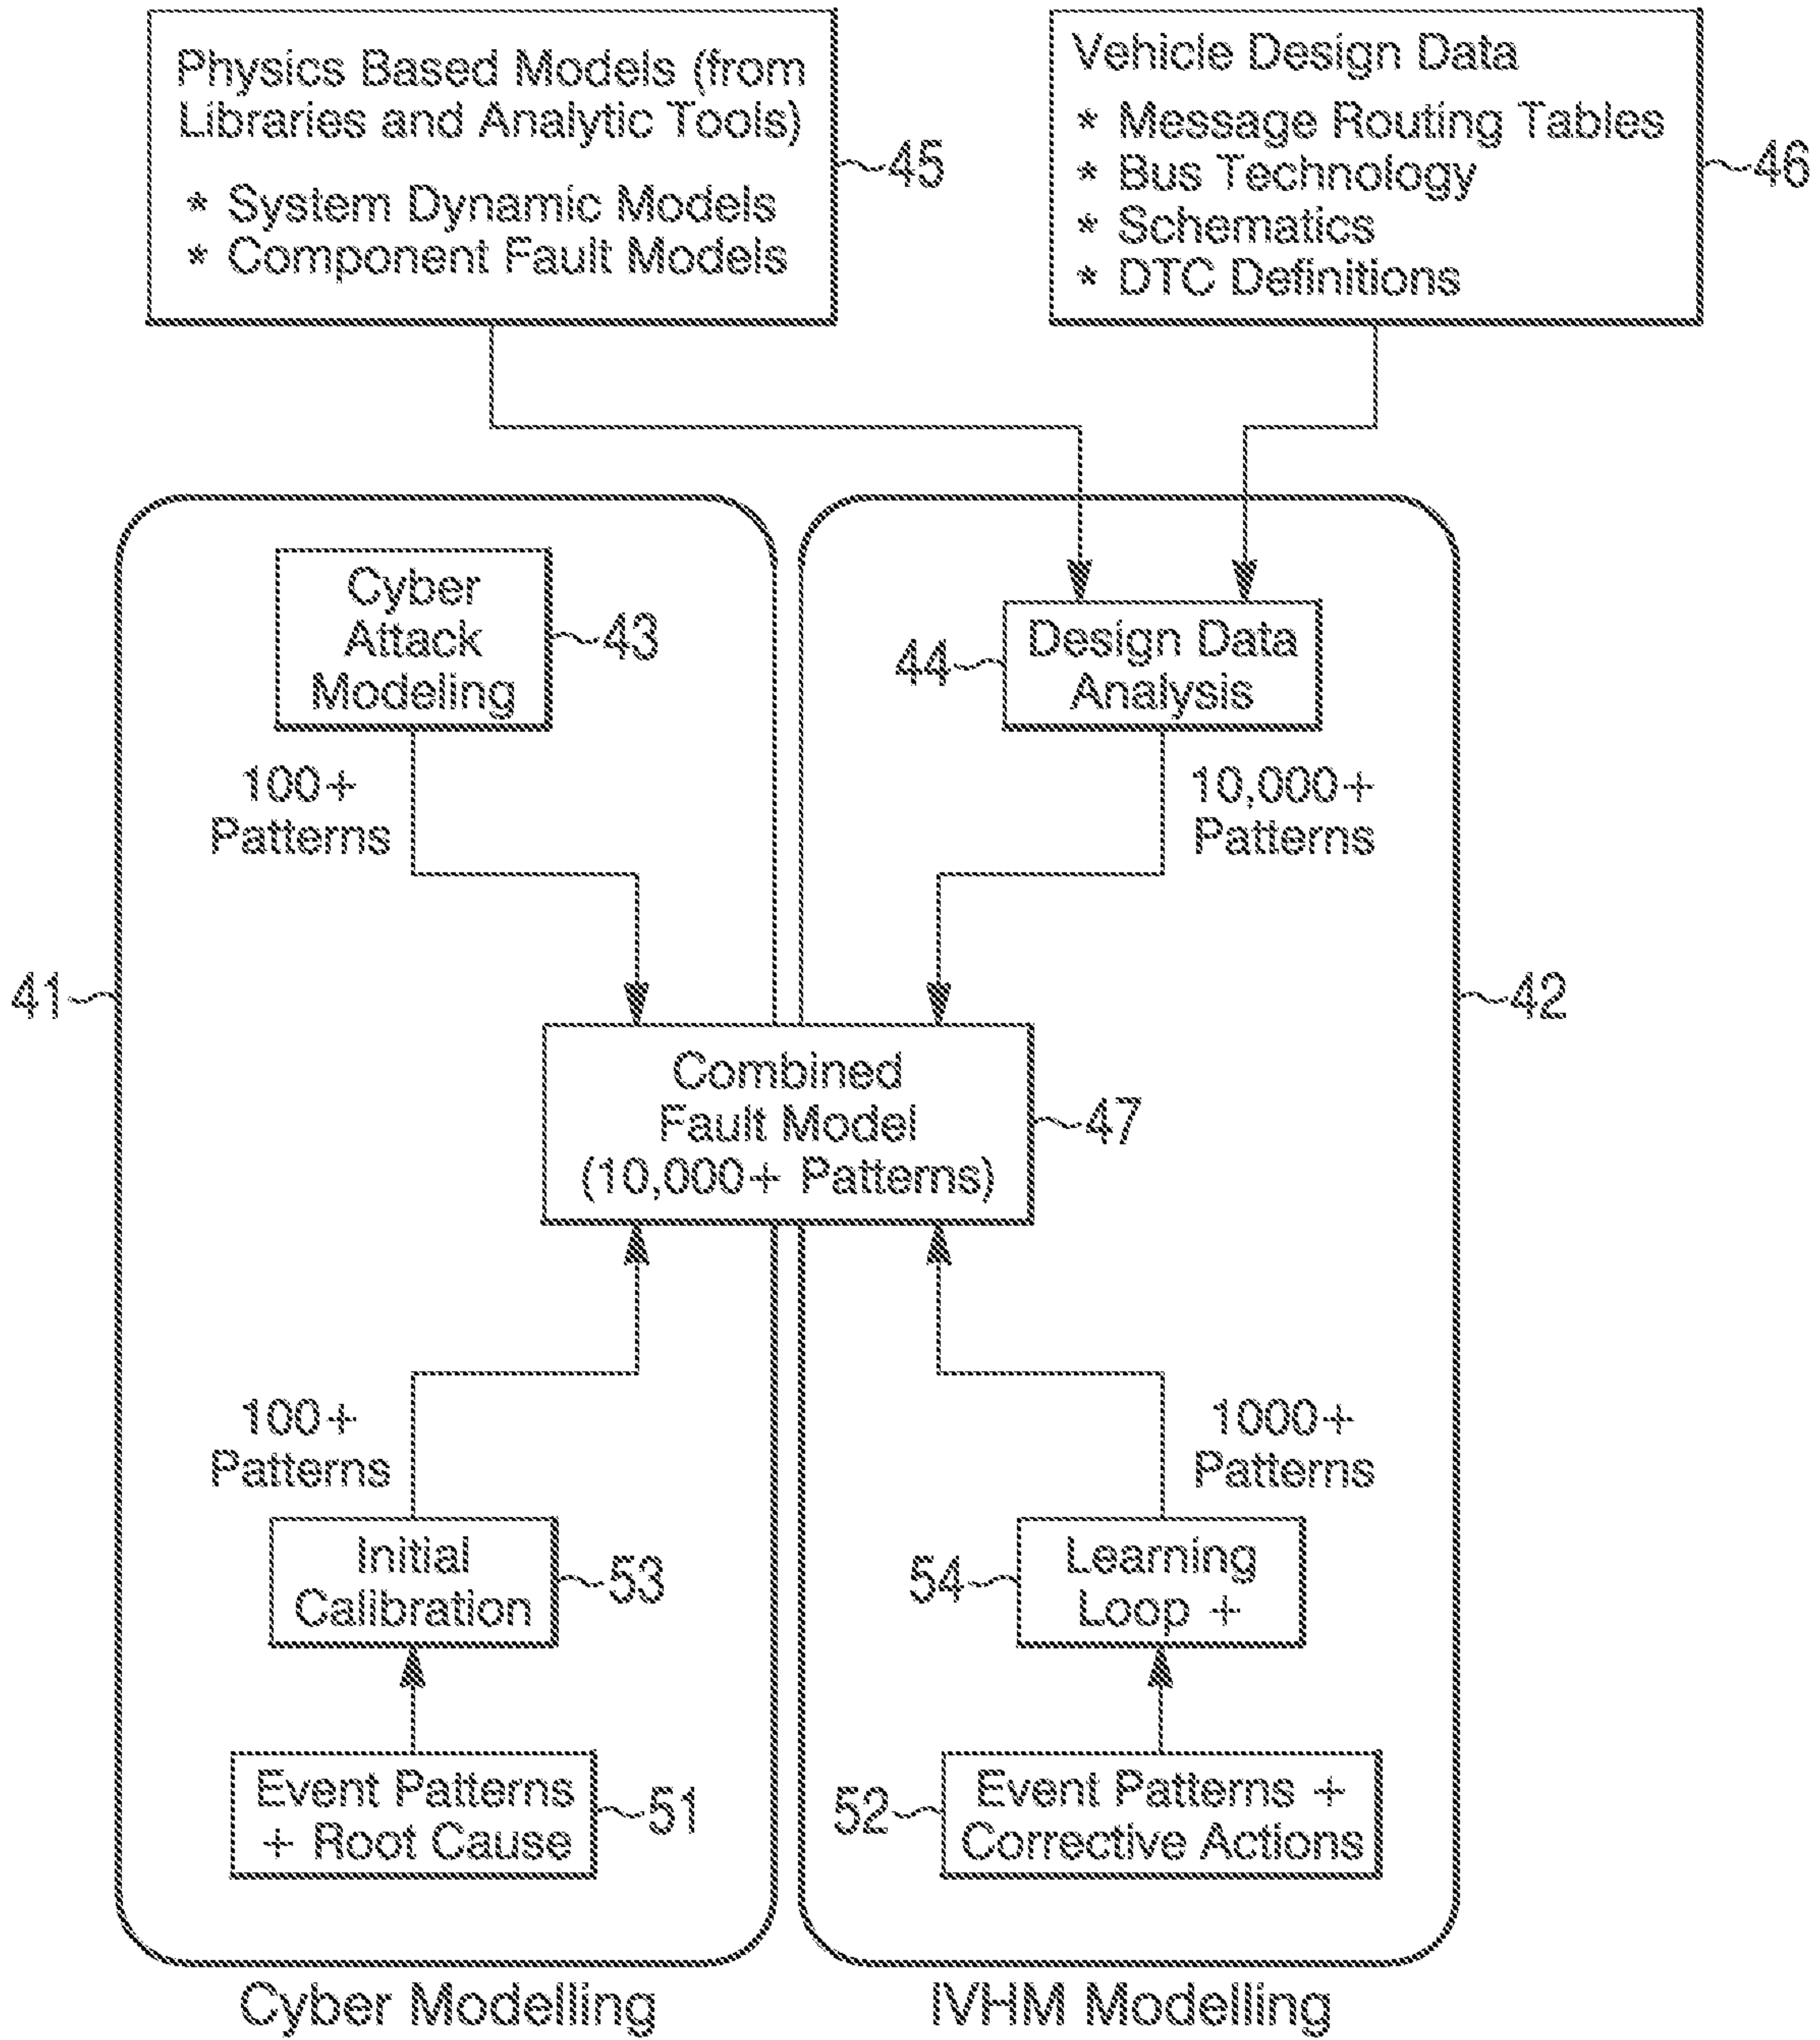 Physics Based Models (from
Libraries and Analytic Tools)
* System Dynamic Models
* Component Fault Models
45
Vehicle Design Data
* Message Routing Tables
* Bus Technology
* Schematics
* DTC Definitions
46
Cyber
Attack
Modeling
43
44
Design Data
Analysis
100+
Patterns
10,000+
Patterns
41
42
Combined
Fault Model
(10,000+ Patterns)
47
100+
Patterns
1000+
Patterns
Initial
Calibration
53
54
Learning
Loop +
Event Patterns
+ Root Cause
51
52
Event Patterns +
Corrective Actions
Cyber Modelling
IVHM Modelling